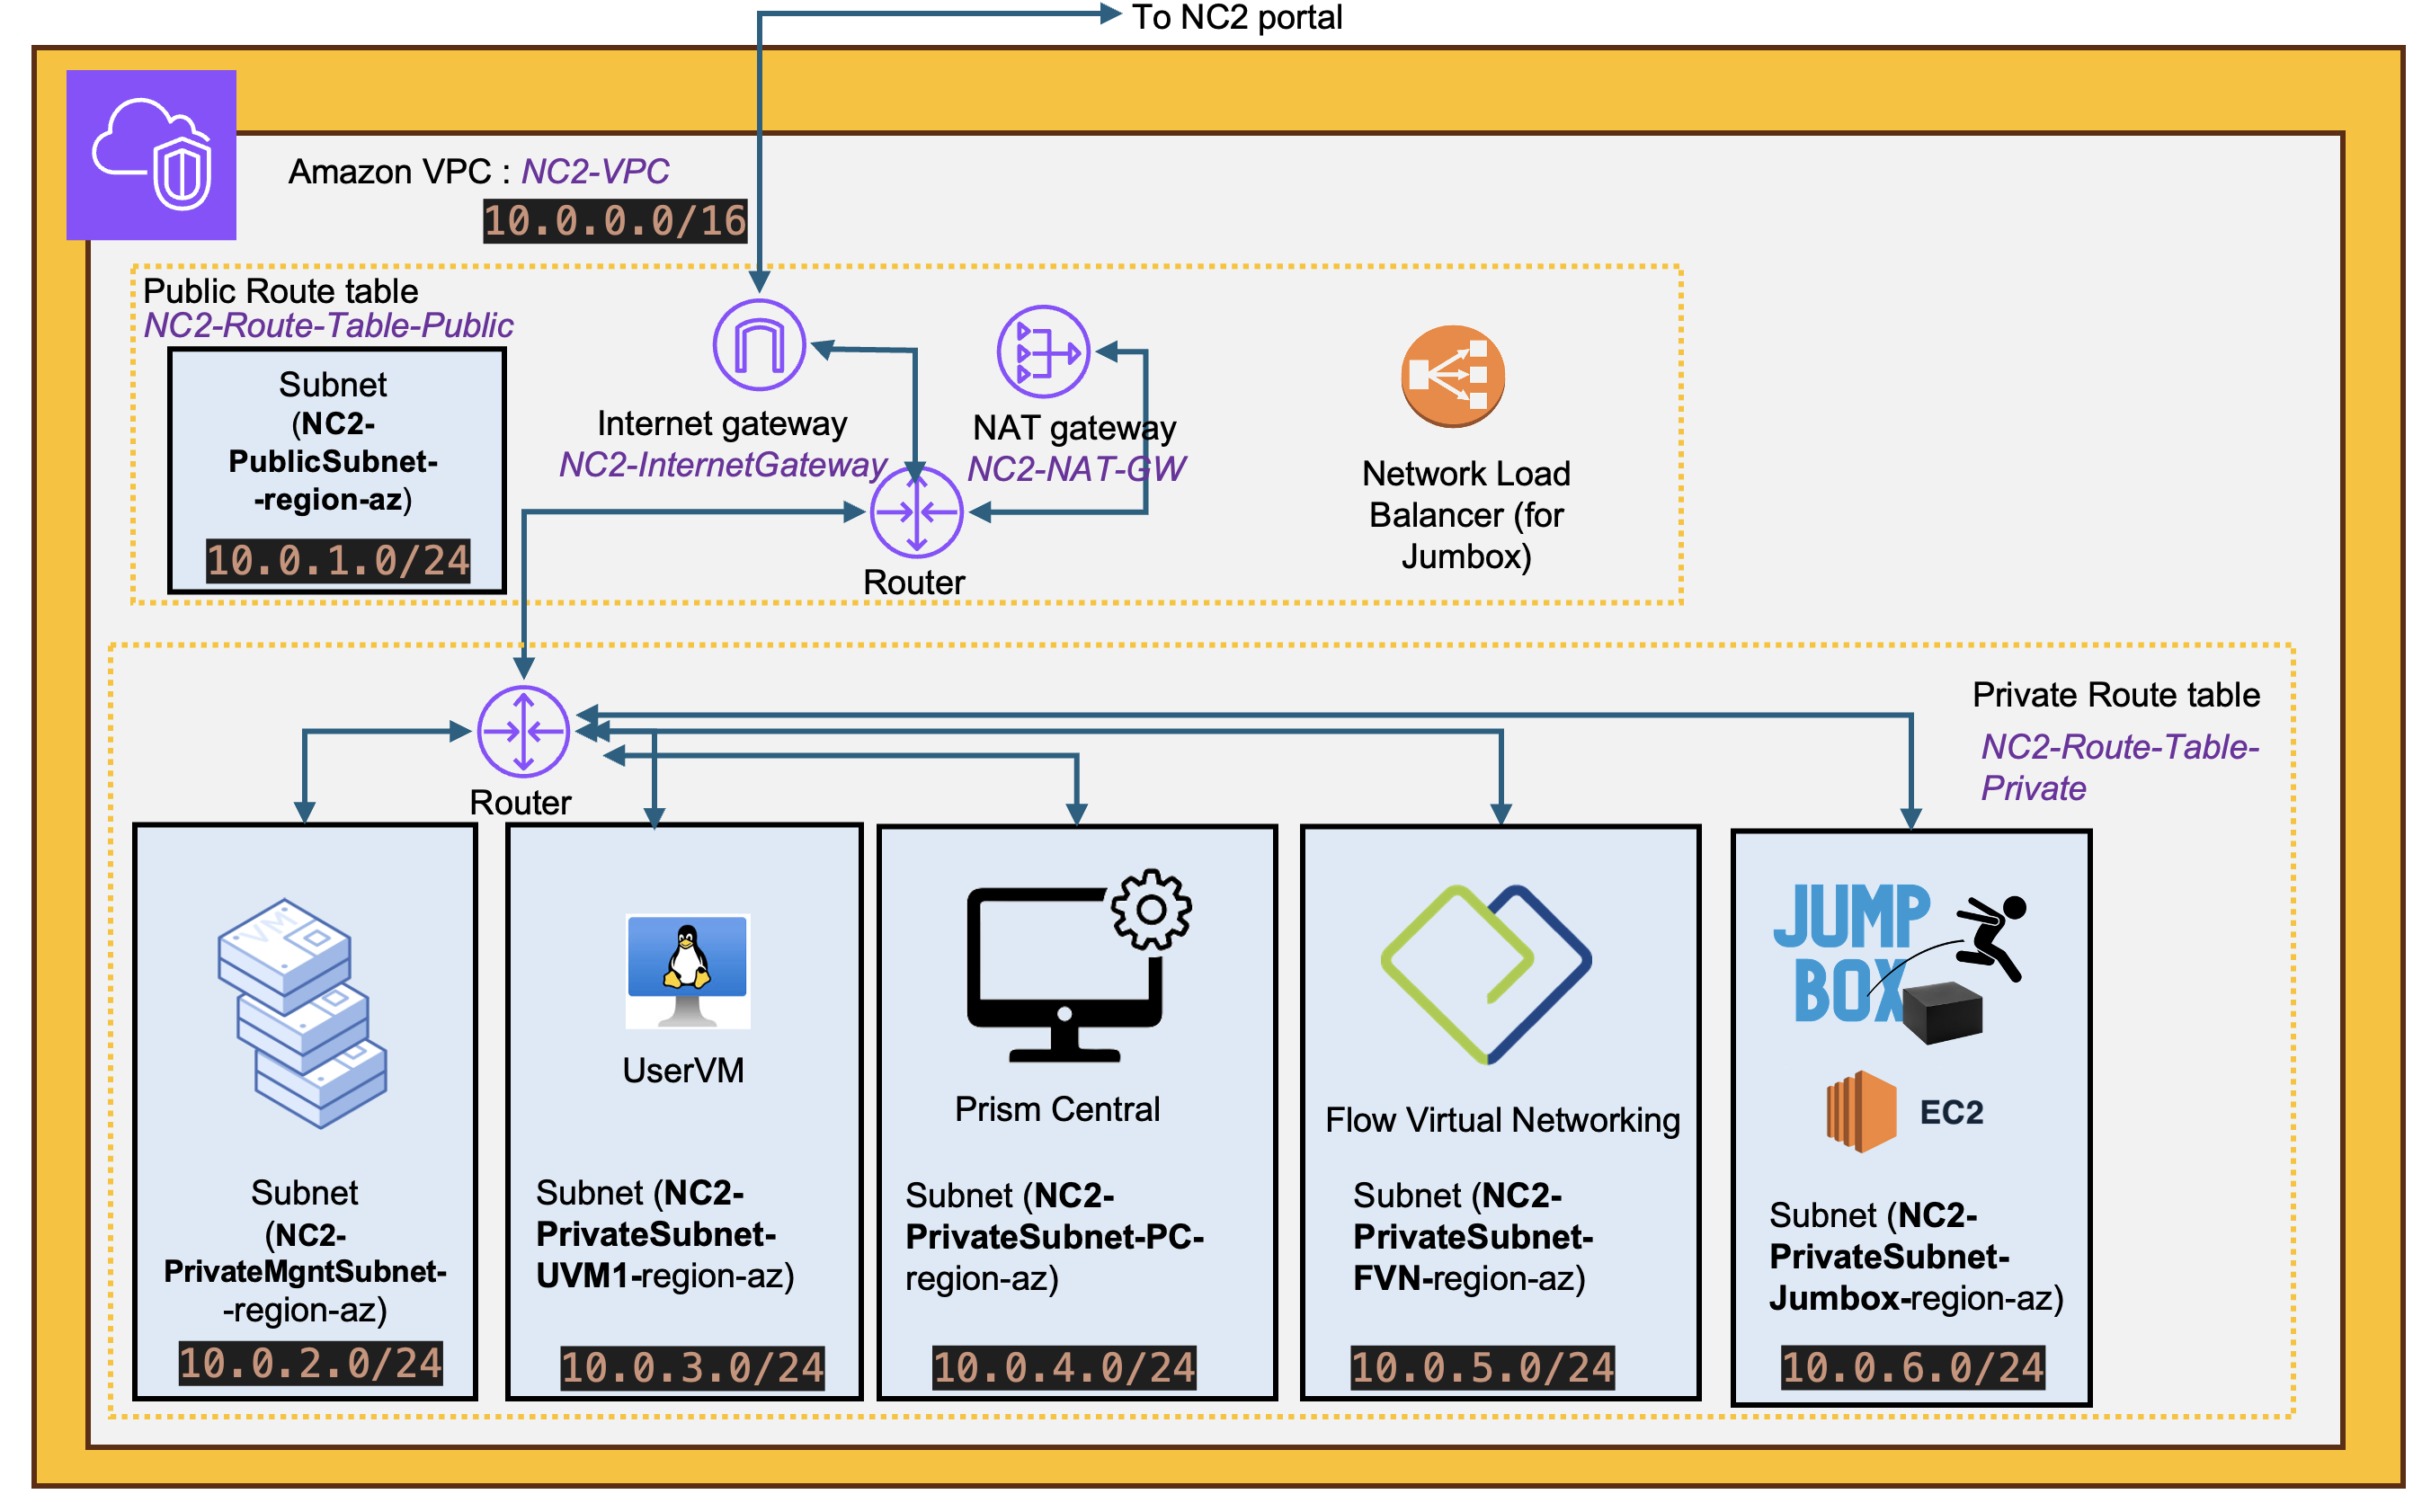 To NC2 portal
Amazon VPC : NC2-VPC
10.0.0.0/16
Public Route table
NC2-Route-Table-Public
Subnet
(NC2-
PublicSubnet-
-region-az)
10.0.1.0/24
Internet gateway
NC2-InternetGateway
NAT gateway
NC2-NAT-GW
Router
Network Load
Balancer (for
Jumbox)
Private Route table
NC2-Route-Table-
Private
Router
VM
Subnet
(NC2-
PrivateMgntSubnet-
-region-az)
10.0.2.0/24
UserVM
Subnet (NC2-
PrivateSubnet-
UVM1-region-az)
10.0.3.0/24
Prism Central
Subnet (NC2-
PrivateSubnet-PC-
region-az)
10.0.4.0/24
Flow Virtual Networking
Subnet (NC2-
PrivateSubnet-
FVN-region-az)
10.0.5.0/24
JUMP
BOX
EC2
Subnet (NC2-
PrivateSubnet-
Jumbox-region-az)
10.0.6.0/24